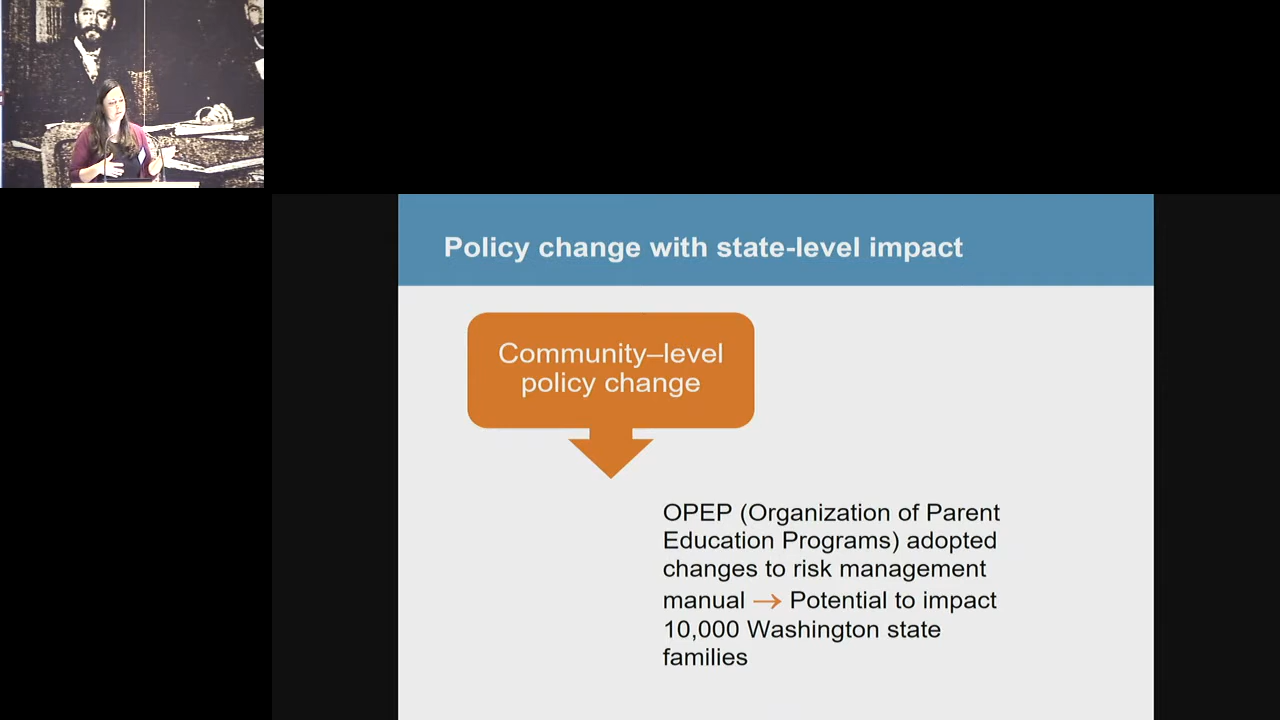 Policy change with state-level impact
Community–level
policy change
OPEP (Organization of Parent
Education Programs) adopted
changes to risk management
manual → Potential to impact
10,000 Washington state
families